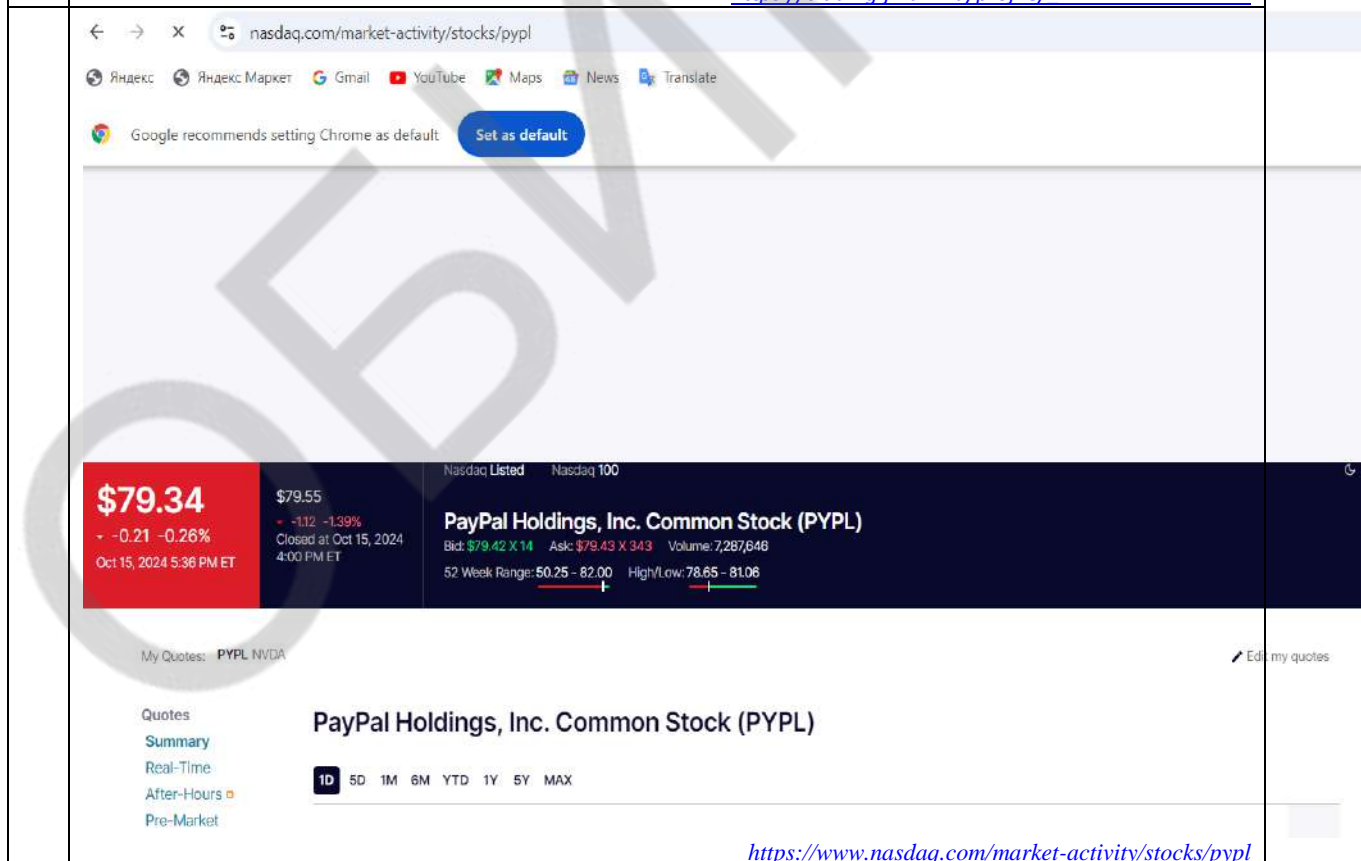 nasdaq.com/market-activity/stocks/pypl
Яндекс Яндекс Маркет Gmail YouTube Maps News Translate
Google recommends setting Chrome as default Set as default
Nasdaq Listed Nasdaq 100
$79.34
-0.21 -0.26%
Oct 15, 2024 5:36 PM ET
$79.55
-1.12 -1.39%
Closed at Oct 15, 2024
4:00 PM ET
PayPal Holdings, Inc. Common Stock (PYPL)
Bid: $79.42 X 14 Ask: $79.43 X 343 Volume: 7,287,646
52 Week Range: 50.25 - 82.00 High/Low: 78.65 - 81.06
My Quotes: PYPL NVDA
Edit my quotes
Quotes
Summary
Real-Time
After-Hours
Pre-Market
PayPal Holdings, Inc. Common Stock (PYPL)
1D 5D 1M 6M YTD 1Y 5Y MAX
https://www.nasdaq.com/market-activity/stocks/pypl